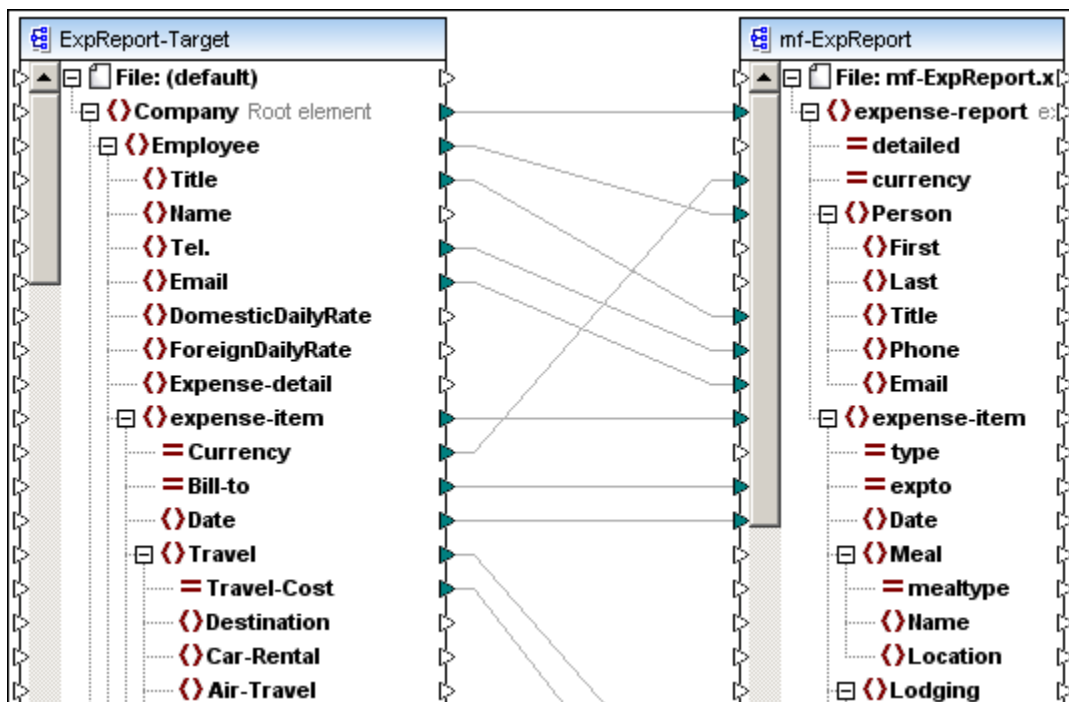 ExpReport-Target
File: (default)
Company Root element
Employee
Title
Name
Tel.
Email
DomesticDailyRate
ForeignDailyRate
Expense-detail
expense-item
Currency
Bill-to
Date
Travel
Travel-Cost
Destination
Car-Rental
Air-Travel
mf-ExpReport
File: mf-ExpReport.x
expense-report
detailed
currency
Person
First
Last
Title
Phone
Email
expense-item
type
expto
Date
Meal
mealtype
Name
Location
Lodging